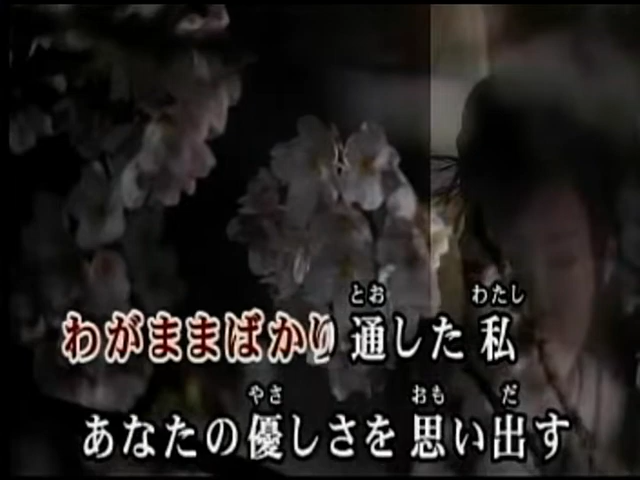 とお わたし
わがままばかり 通した 私
やさ おも だ
あなたの優しさを 思い出す